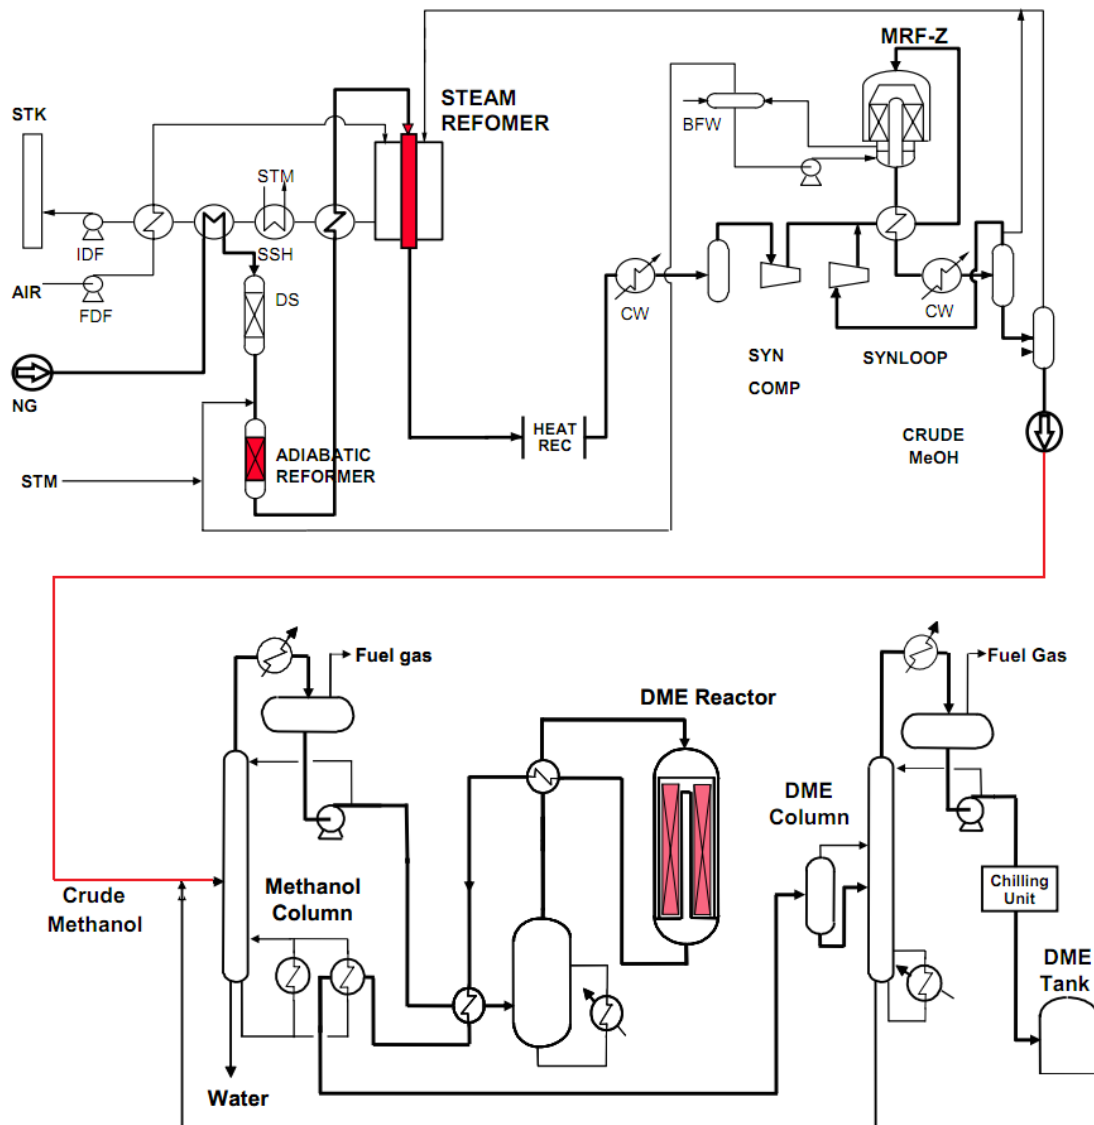 MRF-Z
STEAM
REFOMER
STK
BFW
STM
IDF
SSH
AIR
FDF
DS
CW
CW
NG
SYN
COMP
SYNLOOP
HEAT
REC
CRUDE
MeOH
ADIABATIC
REFORMER
STM
Fuel gas
Fuel Gas
DME Reactor
DME
Column
Crude
Methanol
Methanol
Column
Chilling
Unit
DME
Tank
Water